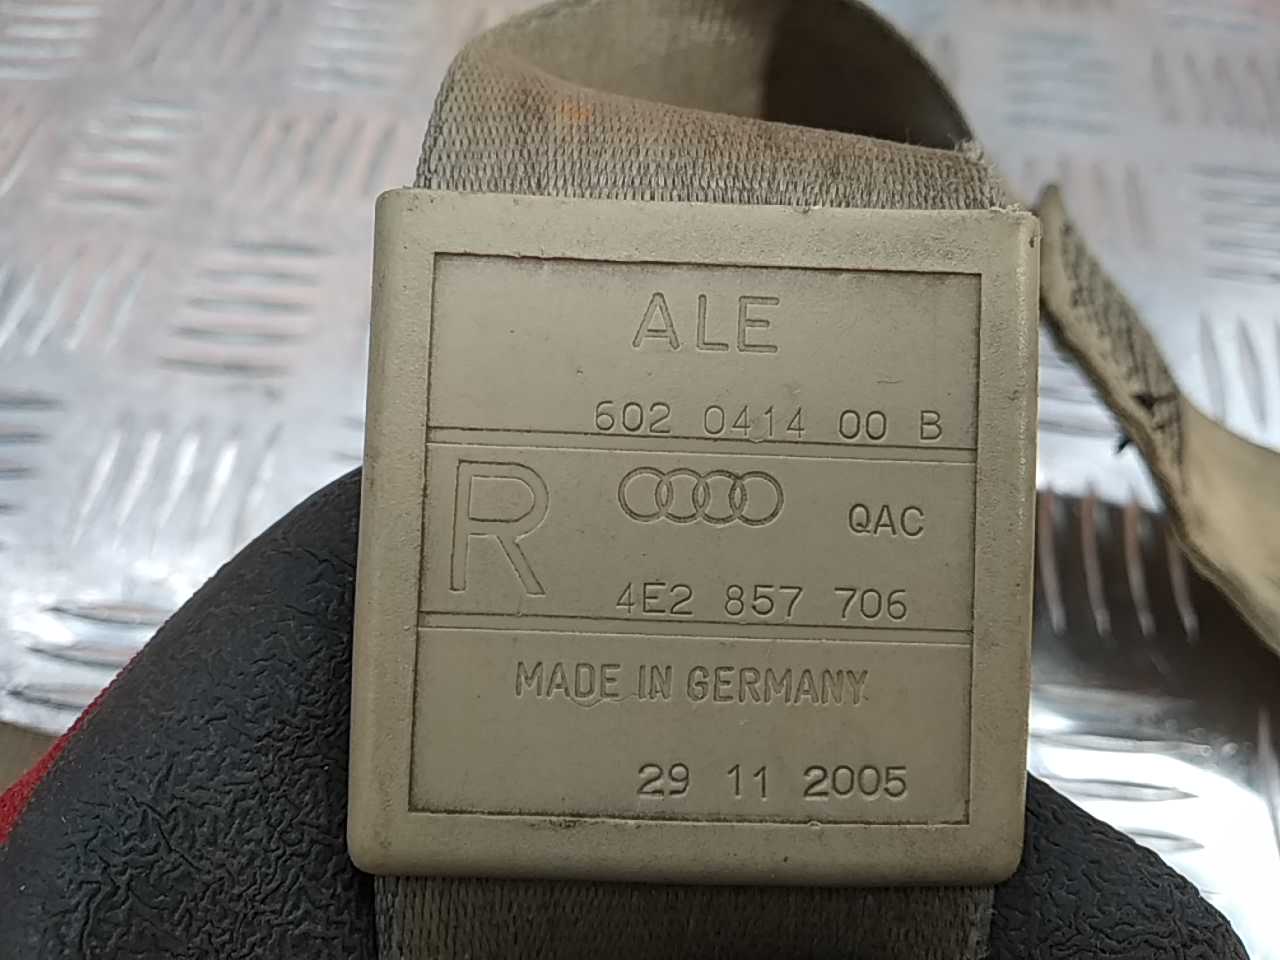 ALE
602 0414 00 B
R QAC
4E2 857 706
MADE IN GERMANY
29 11 2005